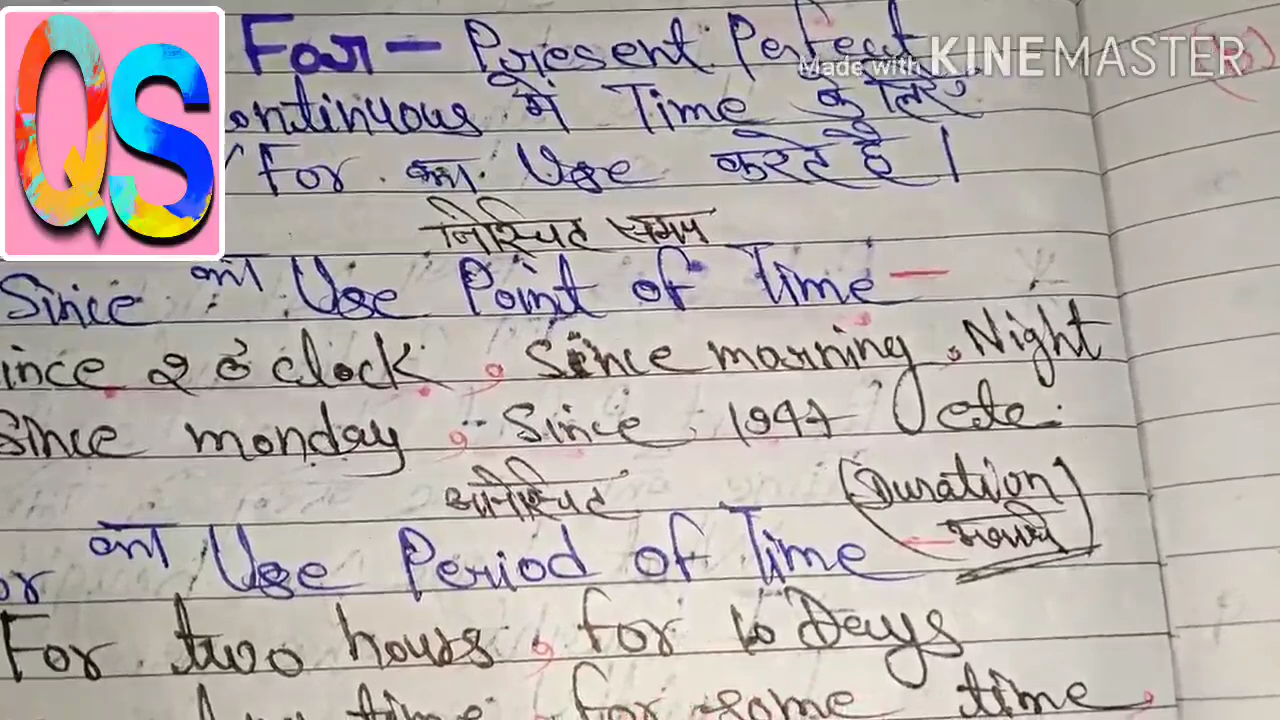 QS
For - Present Perfect
Made with KINEMASTER
ontinuous में Time के लिए
For का Use करते है ।
निश्चित समय
Since का Use Point of Time -
ince 2 o'clock, Since morning, Night
Since monday, Since 1947 etc.
अनिश्चित
(Duration
अवधि)
or का Use Period of Time -
For two hours, for 10 Days
time, for some time,